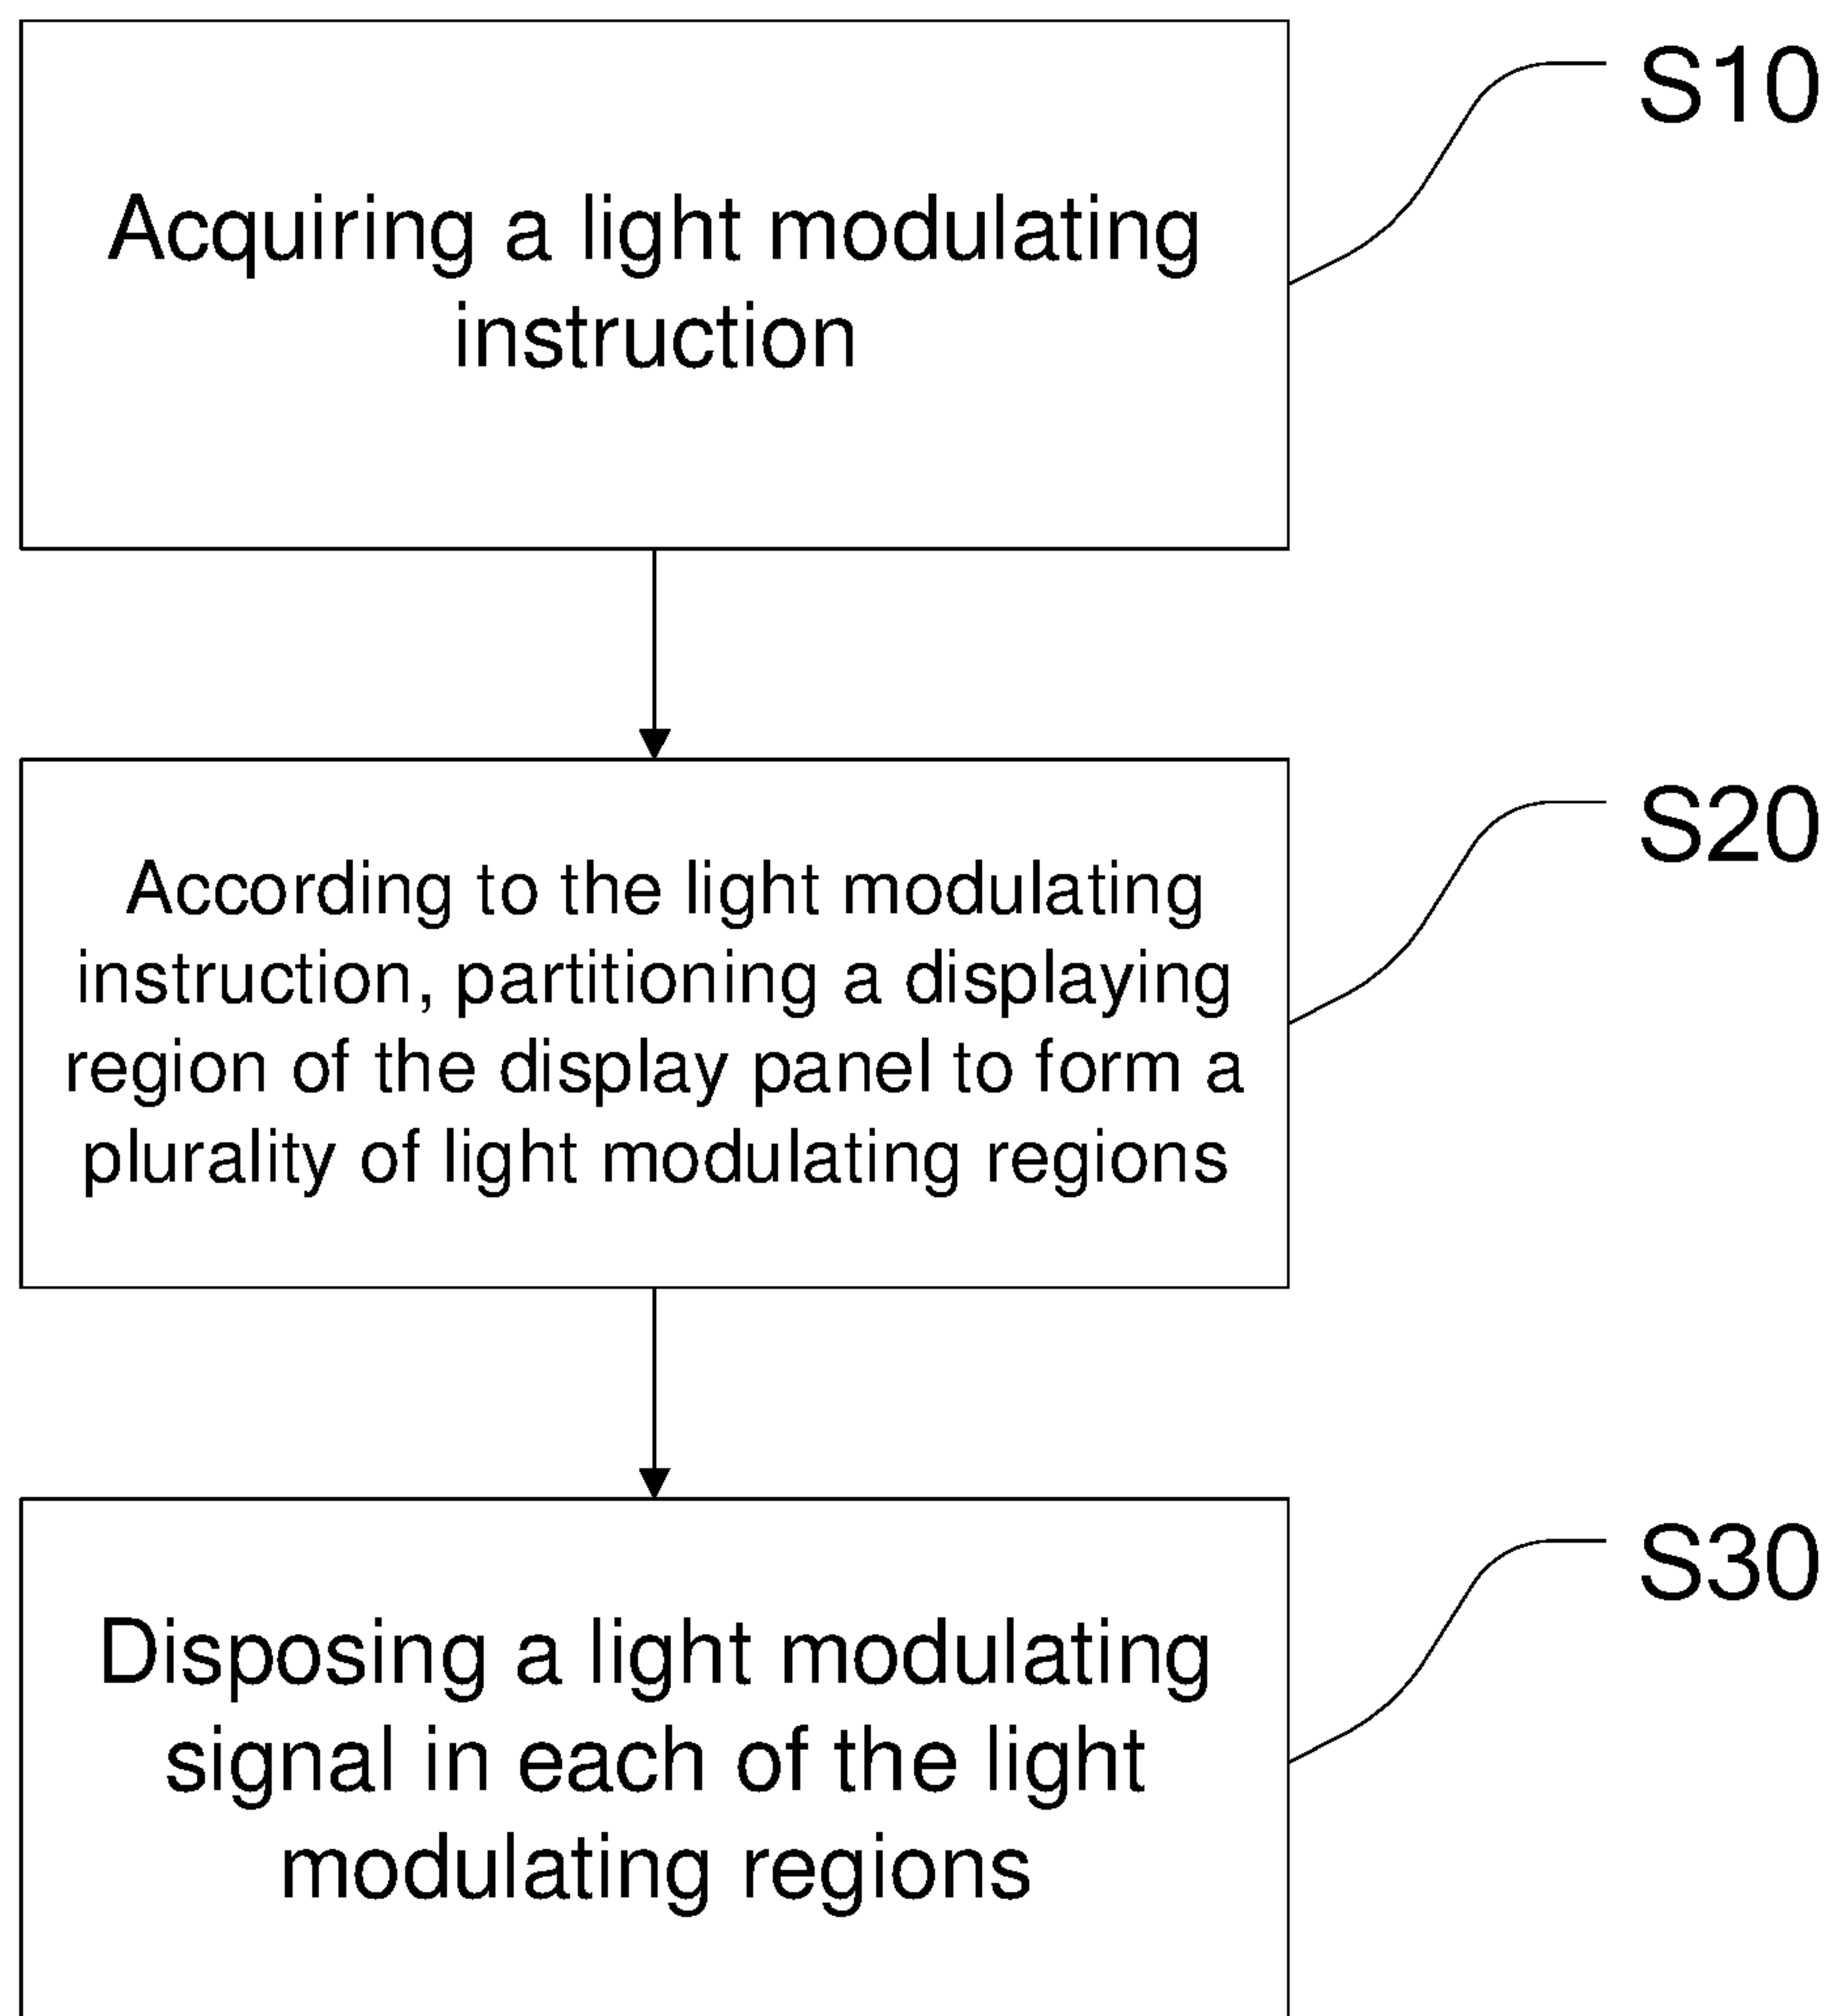 S10
Acquiring a light modulating
instruction
S20
According to the light modulating
instruction, partitioning a displaying
region of the display panel to form a
plurality of light modulating regions
S30
Disposing a light modulating
signal in each of the light
modulating regions